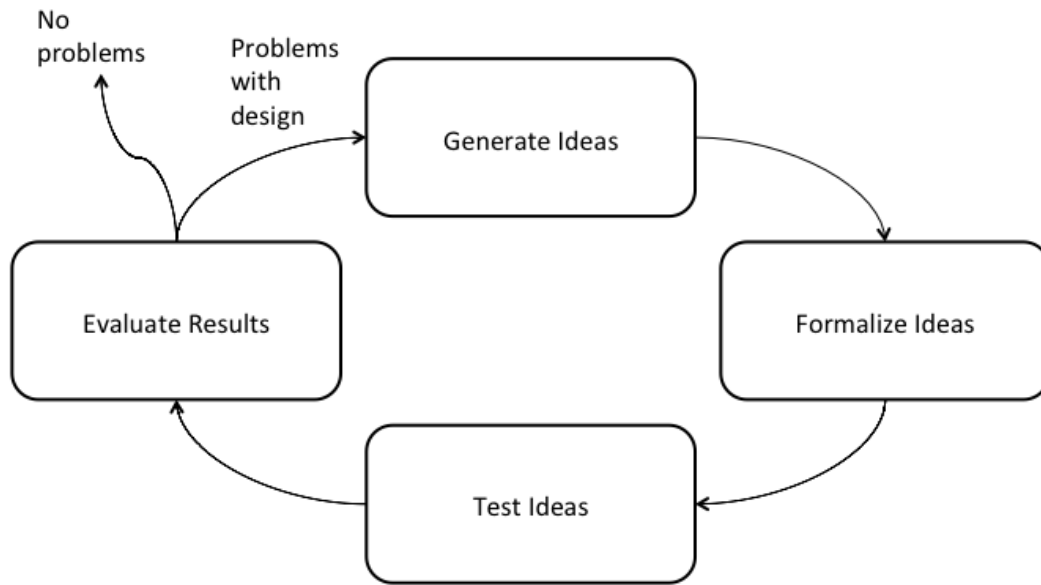 No
problems
Problems
with
design
Generate Ideas
Evaluate Results
Formalize Ideas
Test Ideas